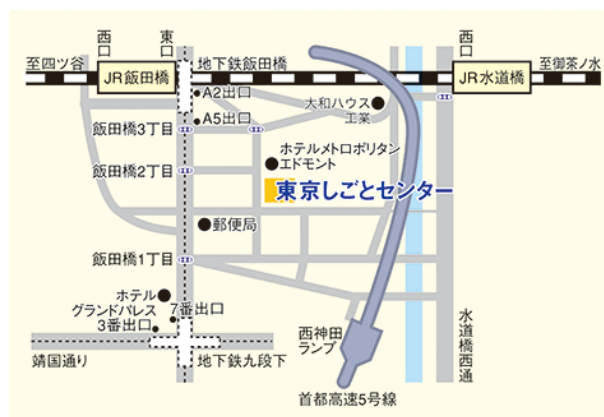 西口
東口
西口
至四ツ谷
JR飯田橋
地下鉄飯田橋
JR水道橋
至御茶ノ水
A2出口
大和ハウス
工業
A5出口
飯田橋3丁目
ホテルメトロポリタン
エドモント
飯田橋2丁目
東京しごとセンター
郵便局
飯田橋1丁目
ホテル
グランドパレス
7番出口
3番出口
西神田
ランプ
水道橋西通
靖国通り
地下鉄九段下
首都高速5号線